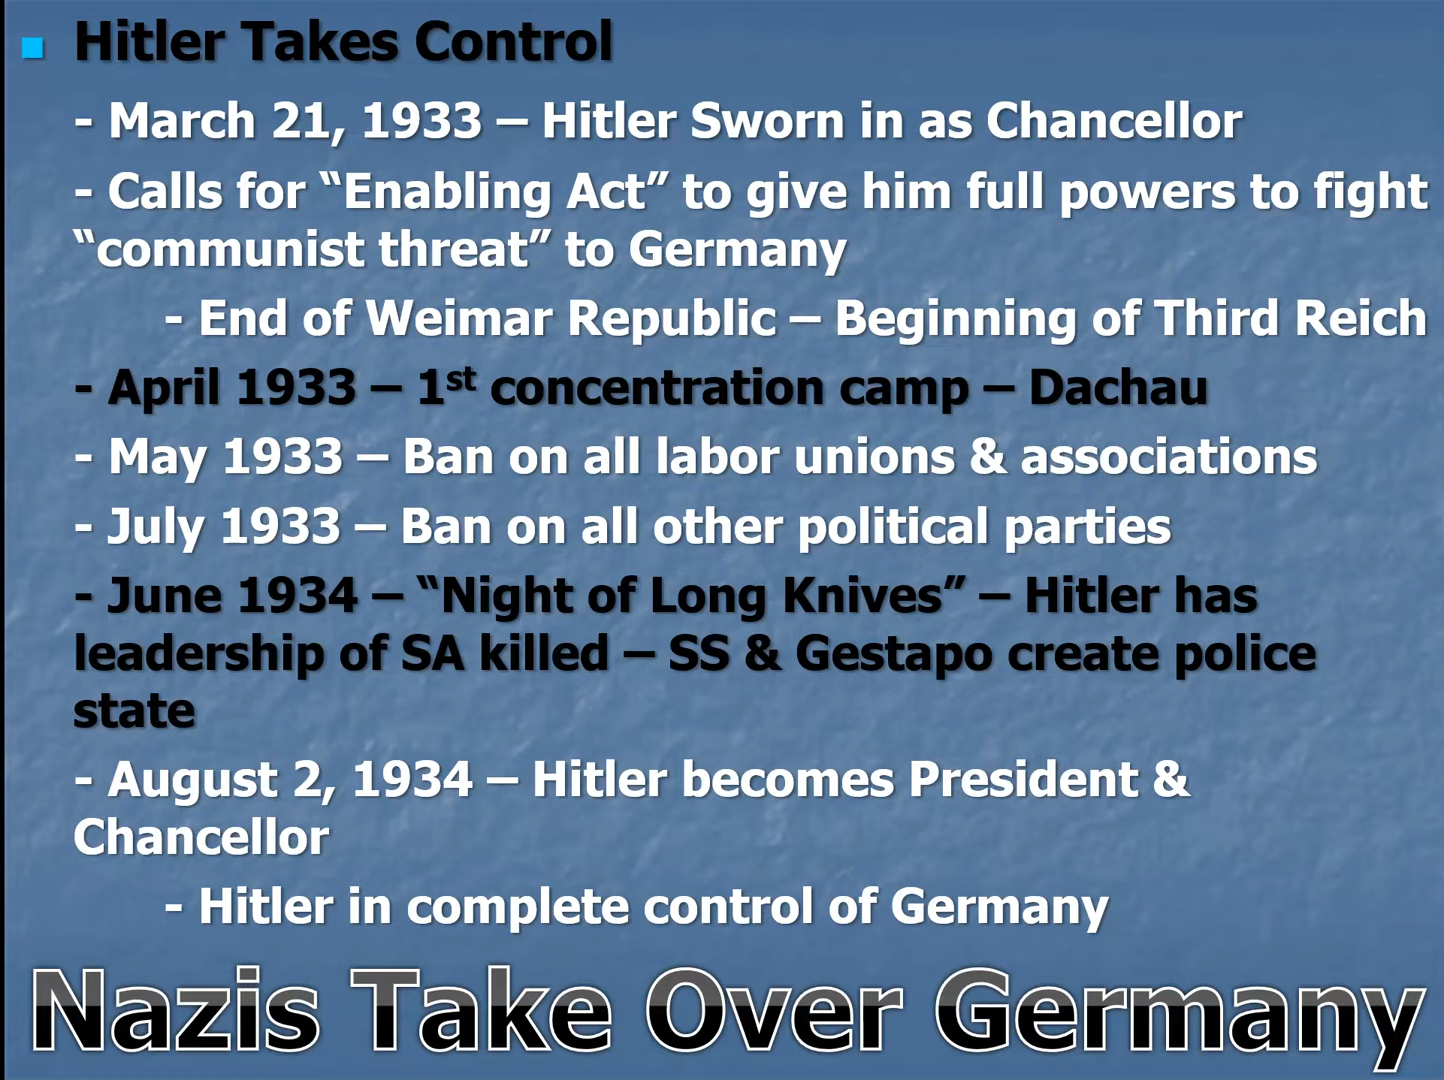 Hitler Takes Control
- March 21, 1933 – Hitler Sworn in as Chancellor
- Calls for “Enabling Act” to give him full powers to fight
“communist threat” to Germany
- End of Weimar Republic – Beginning of Third Reich
- April 1933 – 1st concentration camp – Dachau
- May 1933 – Ban on all labor unions & associations
- July 1933 – Ban on all other political parties
- June 1934 – “Night of Long Knives” – Hitler has
leadership of SA killed – SS & Gestapo create police
state
- August 2, 1934 – Hitler becomes President &
Chancellor
- Hitler in complete control of Germany
Nazis Take Over Germany